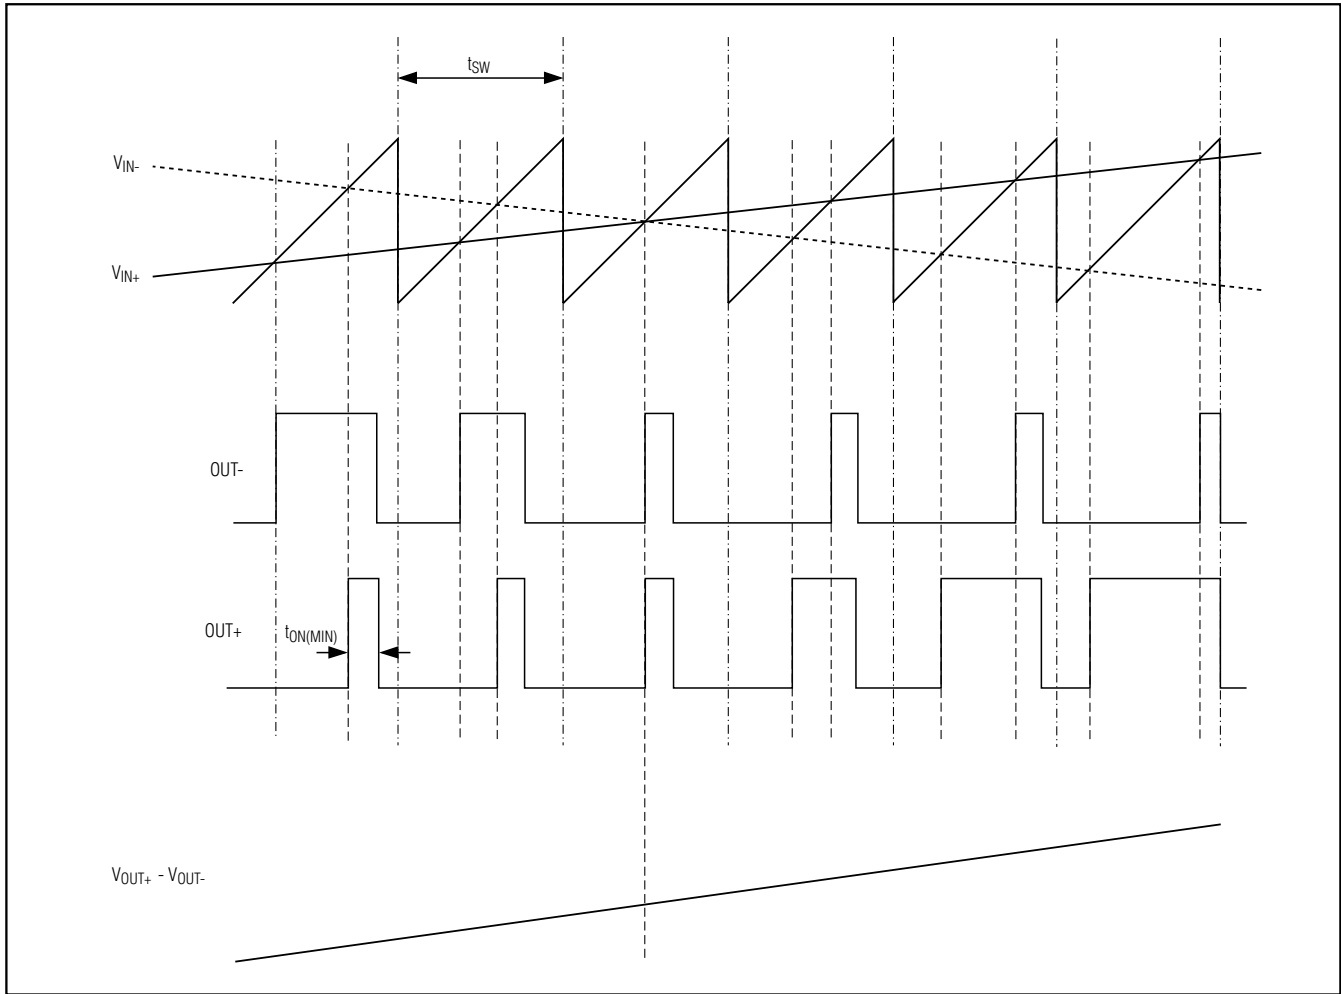 tSW
VIN-
VIN+
OUT-
OUT+
tON(MIN)
VOUT+ - VOUT-